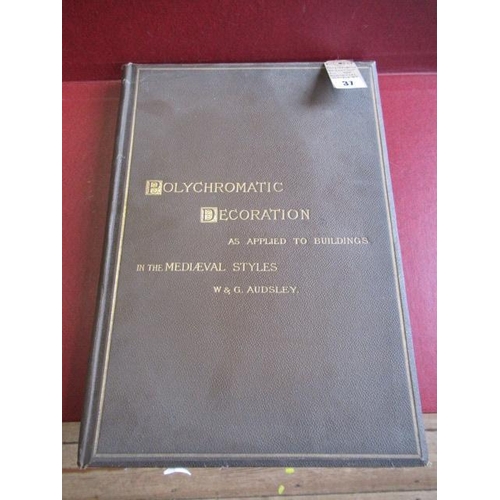 37
POLYCHROMATIC
DECORATION
AS APPLIED TO BUILDINGS
IN THE MEDIÆVAL STYLES
W & G. AUDSLEY.